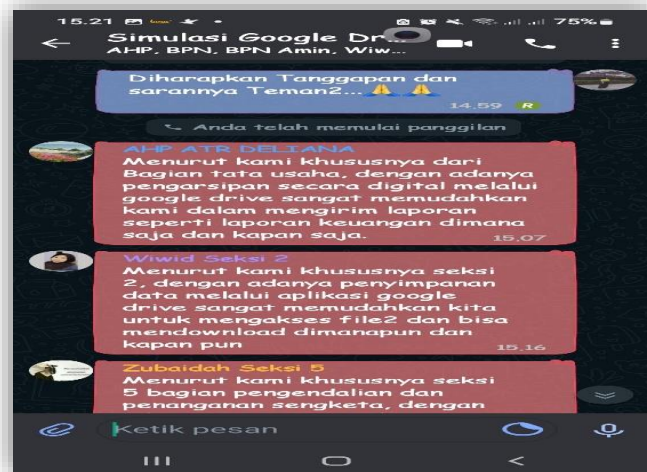 15.21
75%
Simulasi Google Dr...
AHP, BPN, BPN Amin, Wiw...
Diharapkan Tanggapan dan
sarannya Teman2...🙏🙏
14.59 R
Anda telah memulai panggilan
AHP ATR DELIANA
Menurut kami khususnya dari
Bagian tata usaha, dengan adanya
pengarsipan secara digital melalui
google drive sangat memudahkan
kami dalam mengirim laporan
seperti laporan keuangan dimana
saja dan kapan saja.
15.07
Wiwid Seksi 2
Menurut kami khususnya seksi
2, dengan adanya penyimpanan
data melalui aplikasi google
drive sangat memudahkan kita
untuk mengakses file2 dan bisa
mendownload dimanapun dan
kapan pun
15.16
Zubaidah Seksi 5
Menurut kami khususnya seksi
5 bagian pengendalian dan
penanganan sengketa, dengan
Ketik pesan